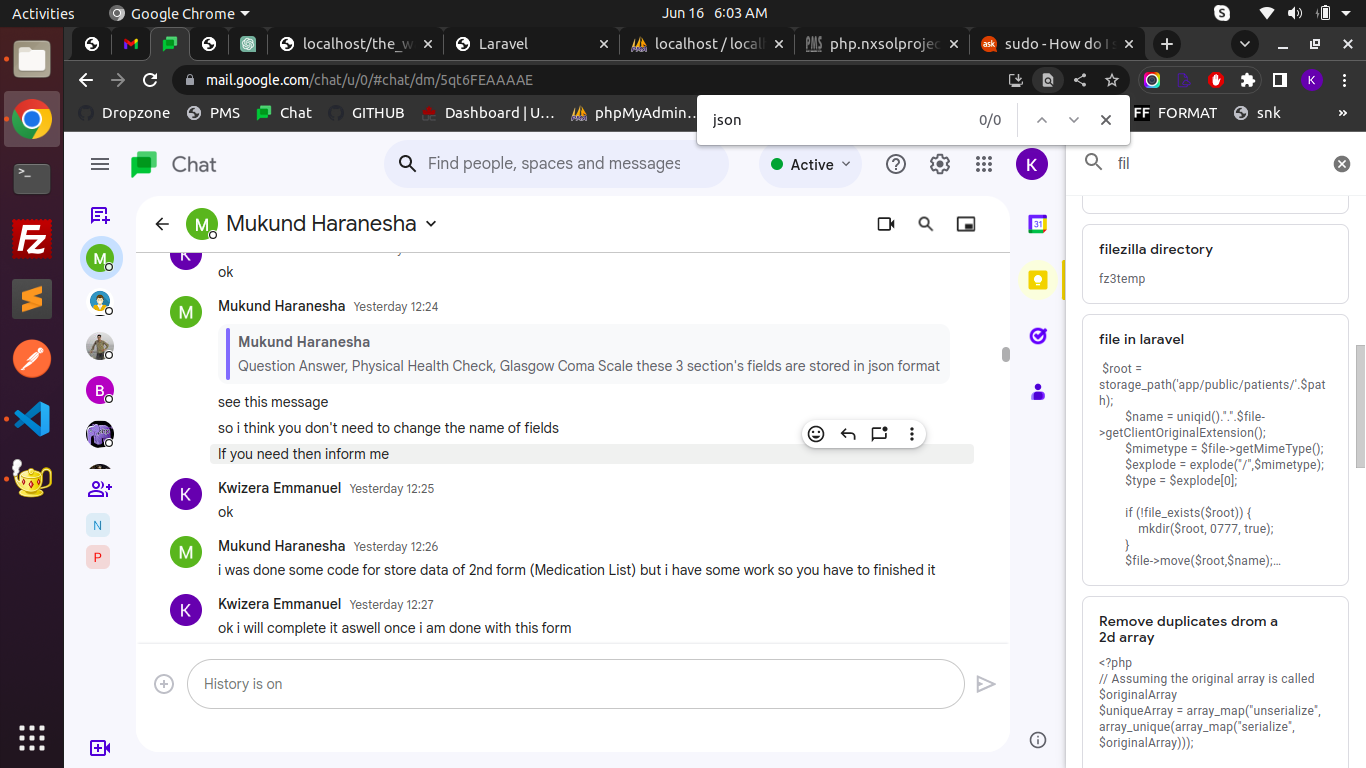 Activities
Google Chrome
Jun 16 6:03 AM
localhost/the_w
Laravel
localhost / local
php.nxsolprojec
sudo - How do I s
mail.google.com/chat/u/0/#chat/dm/5qt6FEAAAAE
K
Dropzone
PMS
Chat
GITHUB
Dashboard | U...
phpMyAdmin...
FORMAT
snk
»
json
0/0
Chat
Find people, spaces and messages
Active
K
fil
M
B
N
P
Mukund Haranesha
K
ok
M
Mukund Haranesha Yesterday 12:24
Mukund Haranesha
Question Answer, Physical Health Check, Glasgow Coma Scale these 3 section's fields are stored in json format
see this message
so i think you don't need to change the name of fields
If you need then inform me
K
Kwizera Emmanuel Yesterday 12:25
ok
M
Mukund Haranesha Yesterday 12:26
i was done some code for store data of 2nd form (Medication List) but i have some work so you have to finished it
K
Kwizera Emmanuel Yesterday 12:27
ok i will complete it aswell once i am done with this form
History is on
31
filezilla directory
fz3temp
file in laravel
$root =
storage_path('app/public/patients/'.$pat
h);
$name = uniqid().".".$file-
>getClientOriginalExtension();
$mimetype = $file->getMimeType();
$explode = explode("/",$mimetype);
$type = $explode[0];
if (!file_exists($root)) {
mkdir($root, 0777, true);
}
$file->move($root,$name);...
Remove duplicates drom a
2d array
<?php
// Assuming the original array is called
$originalArray
$uniqueArray = array_map("unserialize",
array_unique(array_map("serialize",
$originalArray)));